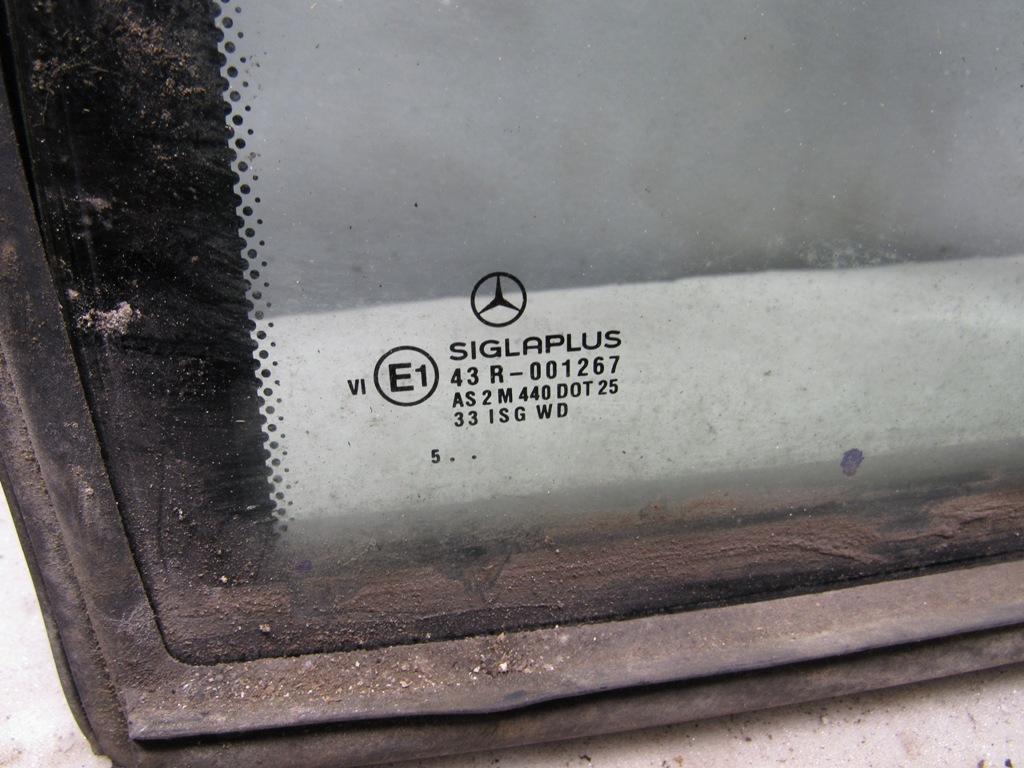 SIGLAPLUS
VI E1 43 R-001267
AS 2 M 440 DOT 25
33 ISG WD
5 . .